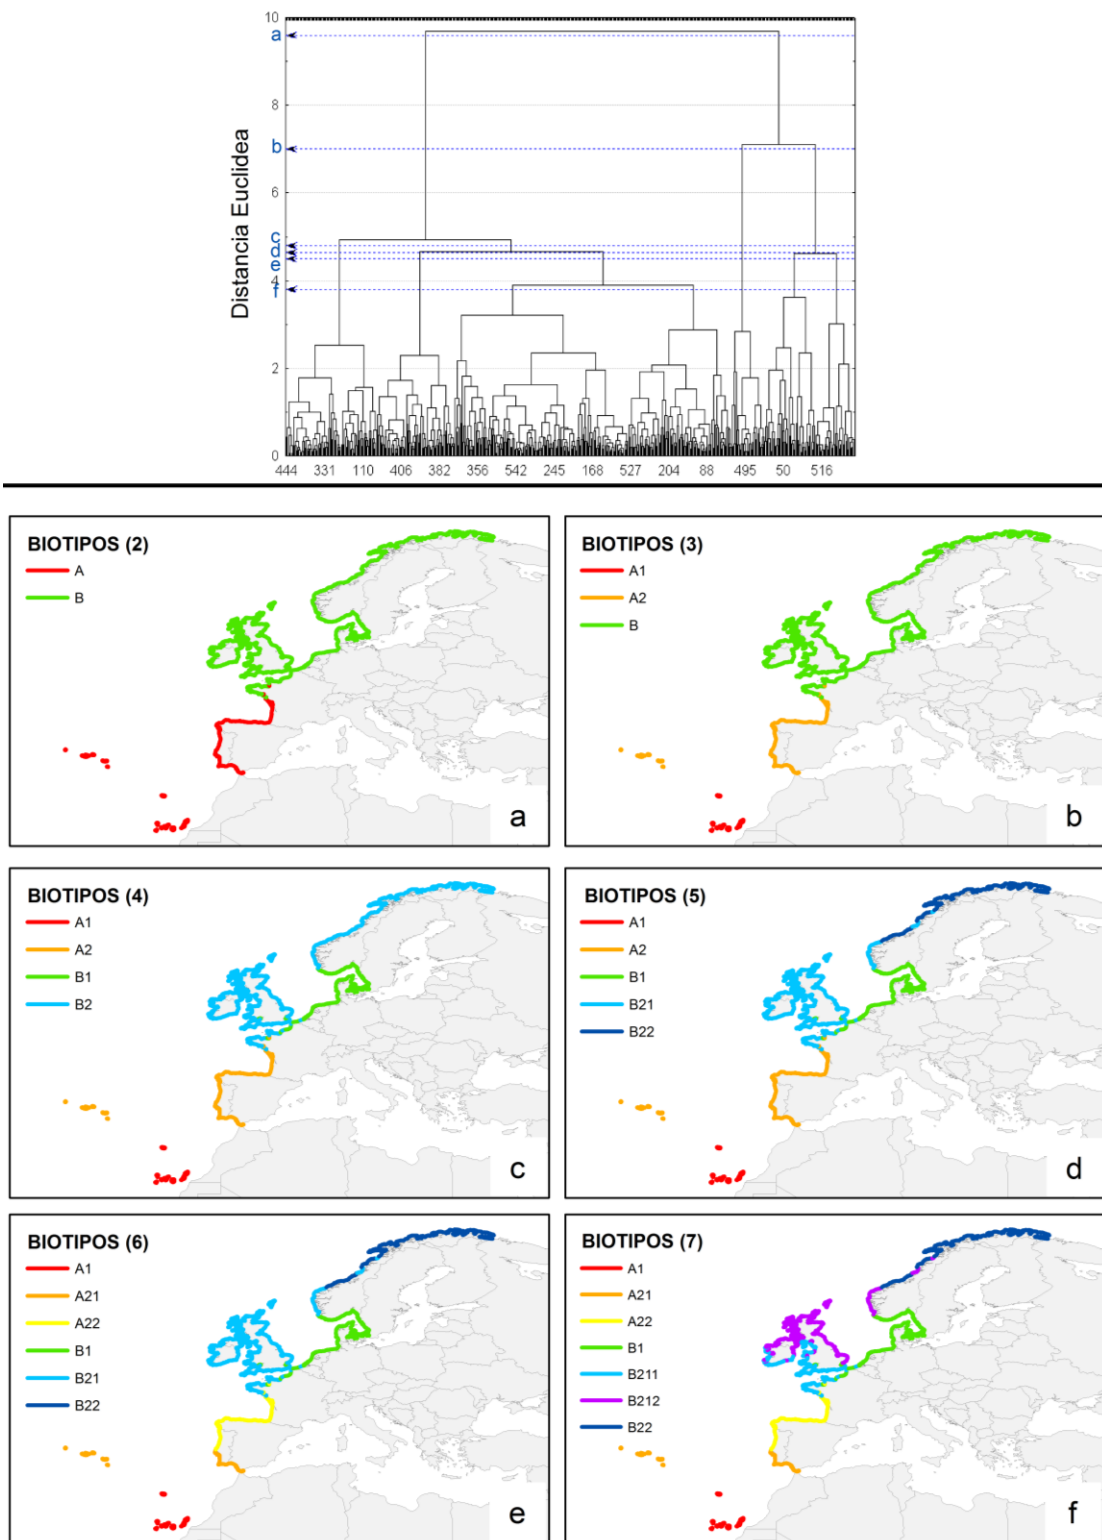 10
a
8
b
6
c
d
e
4
f
2
0
Distancia Euclidea
444 331 110 406 382 356 542 245 168 527 204 88 495 50 516
BIOTIPOS (2)
A
B
a
BIOTIPOS (3)
A1
A2
B
b
BIOTIPOS (4)
A1
A2
B1
B2
c
BIOTIPOS (5)
A1
A2
B1
B21
B22
d
BIOTIPOS (6)
A1
A21
A22
B1
B21
B22
e
BIOTIPOS (7)
A1
A21
A22
B1
B211
B212
B22
f